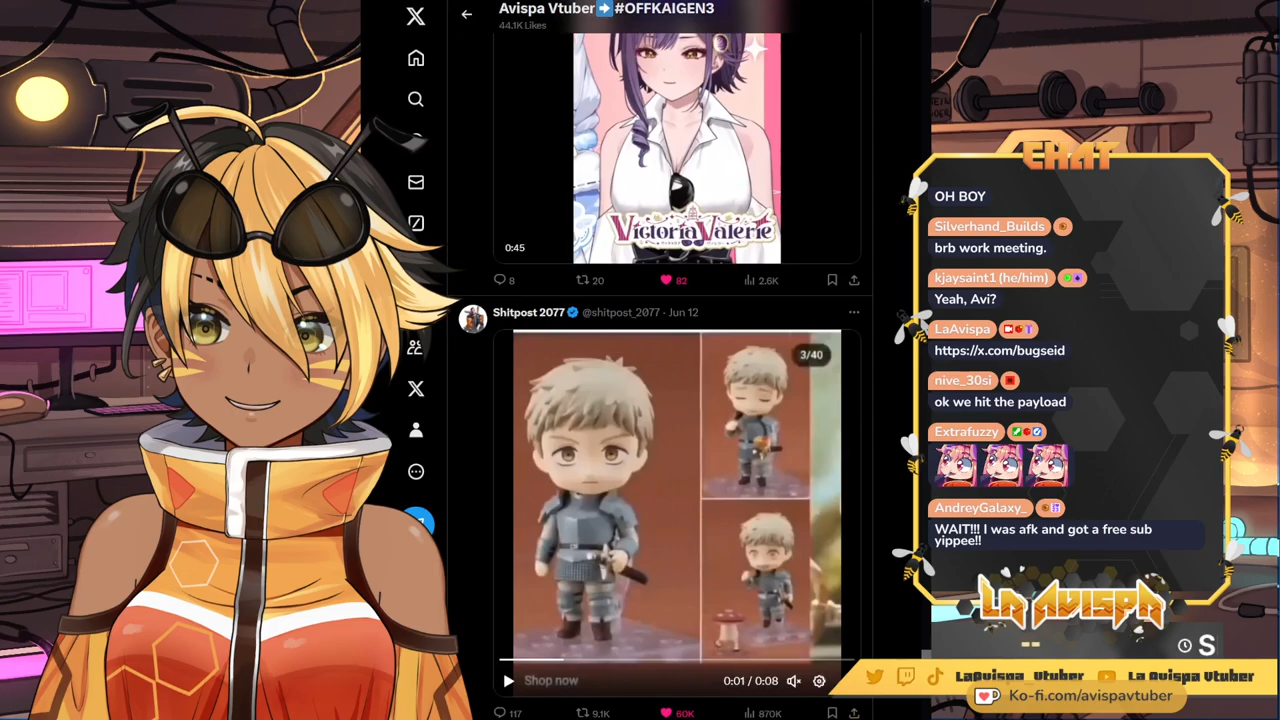 Avispa Vtuber➡️#OFFKAIGEN3
44.1K Likes
VICTORIA VALERIE
0:45
8
20
82
2.6K
Shitpost 2077 @shitpost_2077 · Jun 12
3/40
Shop now
0:01 / 0:08
117
9.1K
60K
870K
CHAT
OH BOY
Silverhand_Builds
brb work meeting.
kjaysaint1 (he/him)
Yeah, Avi?
LaAvispa
https://x.com/bugseid
nive_30si
ok we hit the payload
Extrafuzzy
AndreyGalaxy_
WAIT!!! I was afk and got a free sub
yippee!!
LA AVISPA
-- S
LaAvispa_Vtuber La Avispa Vtuber
Ko-fi.com/avispavtuber